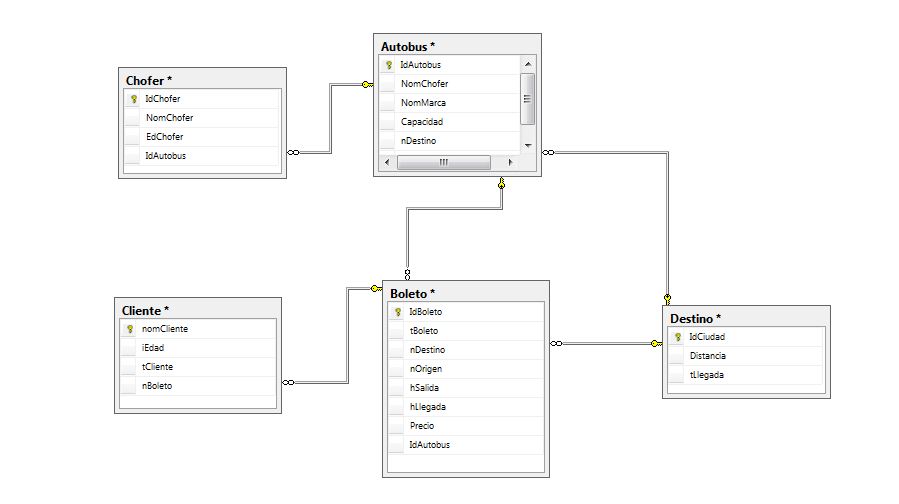 Chofer *
IdChofer
NomChofer
EdChofer
IdAutobus
Autobus *
IdAutobus
NomChofer
NomMarca
Capacidad
nDestino
Cliente *
nomCliente
iEdad
tCliente
nBoleto
Boleto *
IdBoleto
tBoleto
nDestino
nOrigen
hSalida
hLlegada
Precio
IdAutobus
Destino *
IdCiudad
Distancia
tLlegada